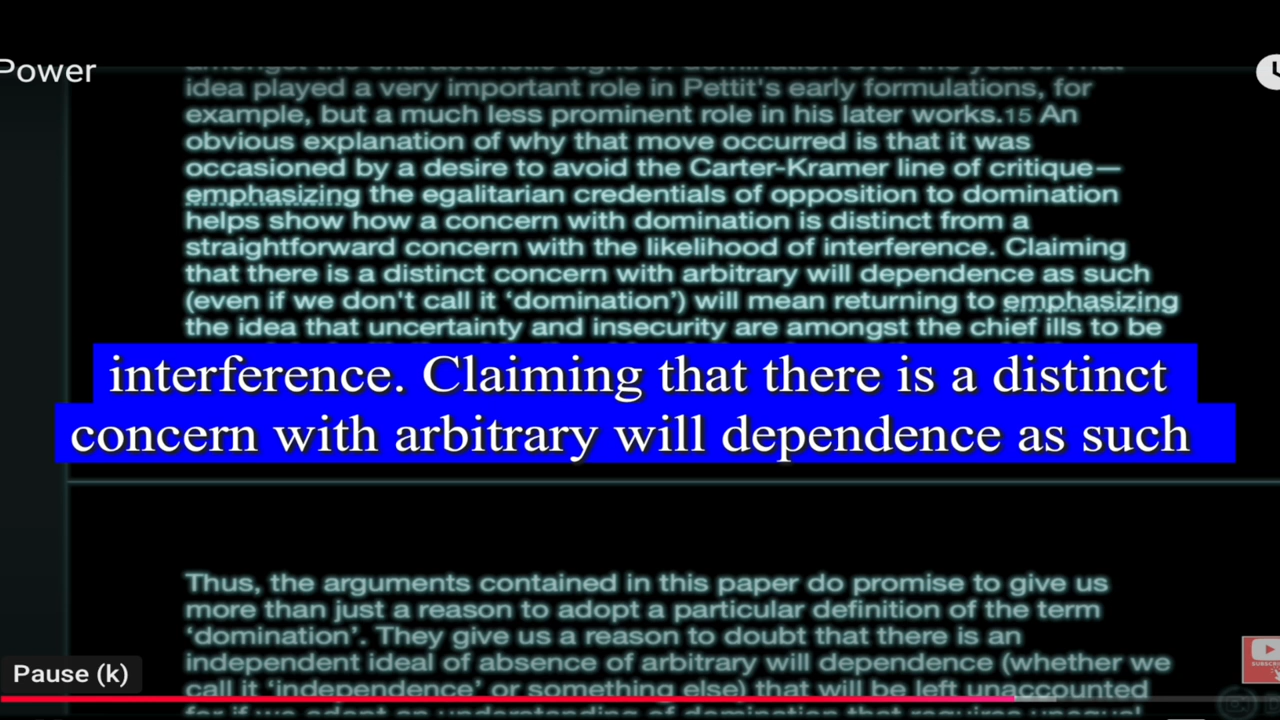 Power
idea played a very important role in Pettit's early formulations, for
example, but a much less prominent role in his later works.15 An
obvious explanation of why that move occurred is that it was
occasioned by a desire to avoid the Carter-Kramer line of critique—
emphasizing the egalitarian credentials of opposition to domination
helps show how a concern with domination is distinct from a
straightforward concern with the likelihood of interference. Claiming
that there is a distinct concern with arbitrary will dependence as such
(even if we don't call it ‘domination’) will mean returning to emphasizing
the idea that uncertainty and insecurity are amongst the chief ills to be
interference. Claiming that there is a distinct
concern with arbitrary will dependence as such
Thus, the arguments contained in this paper do promise to give us
more than just a reason to adopt a particular definition of the term
‘domination’. They give us a reason to doubt that there is an
independent ideal of absence of arbitrary will dependence (whether we
Pause (k)
call it ‘independence’ or something else) that will be left unaccounted